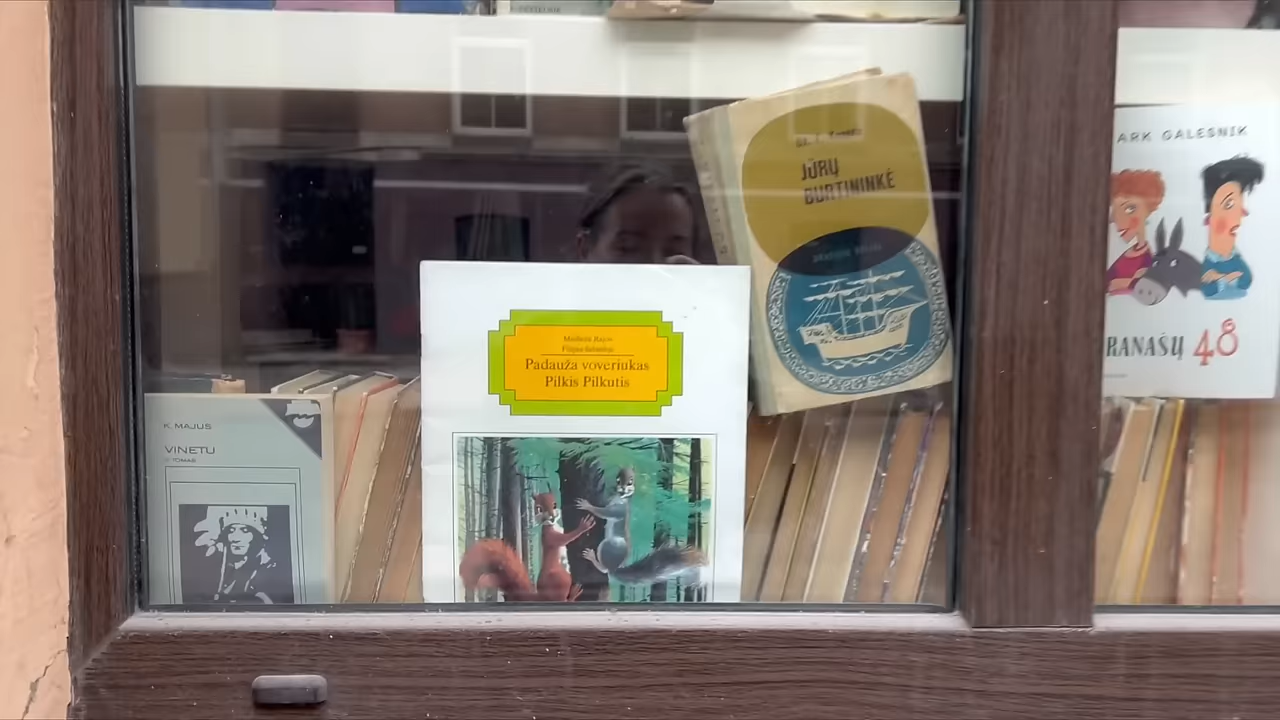 K. MAJUS
VINETU
Padauža voveriukas
Pilkis Pilkutis
JŪRŲ
BURTININKĖ
ARK GALESNIK
RANAŠŲ 48